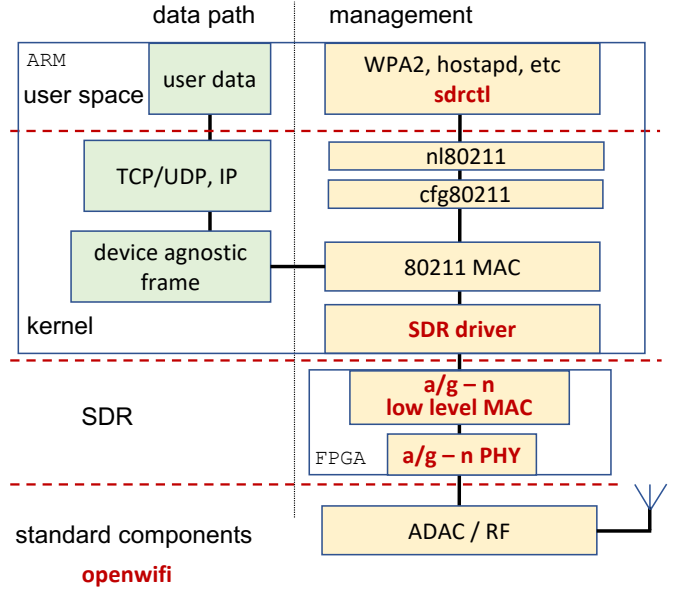 data path
management
ARM
user space
user data
WPA2, hostapd, etc
sdrctl
nl80211
TCP/UDP, IP
cfg80211
device agnostic
frame
80211 MAC
kernel
SDR driver
a/g – n
low level MAC
SDR
FPGA
a/g – n PHY
standard components
ADAC / RF
openwifi